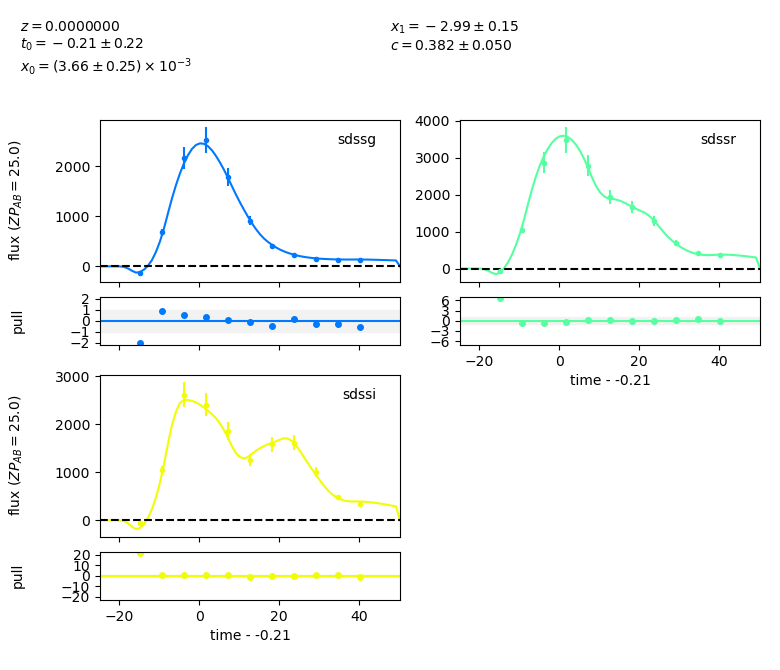 z = 0.0000000
t₀ = −0.21 ± 0.22
x₀ = (3.66 ± 0.25) × 10⁻³
x₁ = −2.99 ± 0.15
c = 0.382 ± 0.050
flux (ZP_AB = 25.0)
2000
1000
0
sdssg
4000
3000
2000
1000
0
sdssr
pull
2
1
0
−1
−2
6
3
0
−3
−6
−20 0 20 40
time - -0.21
flux (ZP_AB = 25.0)
3000
2000
1000
0
sdssi
pull
20
10
0
−10
−20
−20 0 20 40
time - -0.21